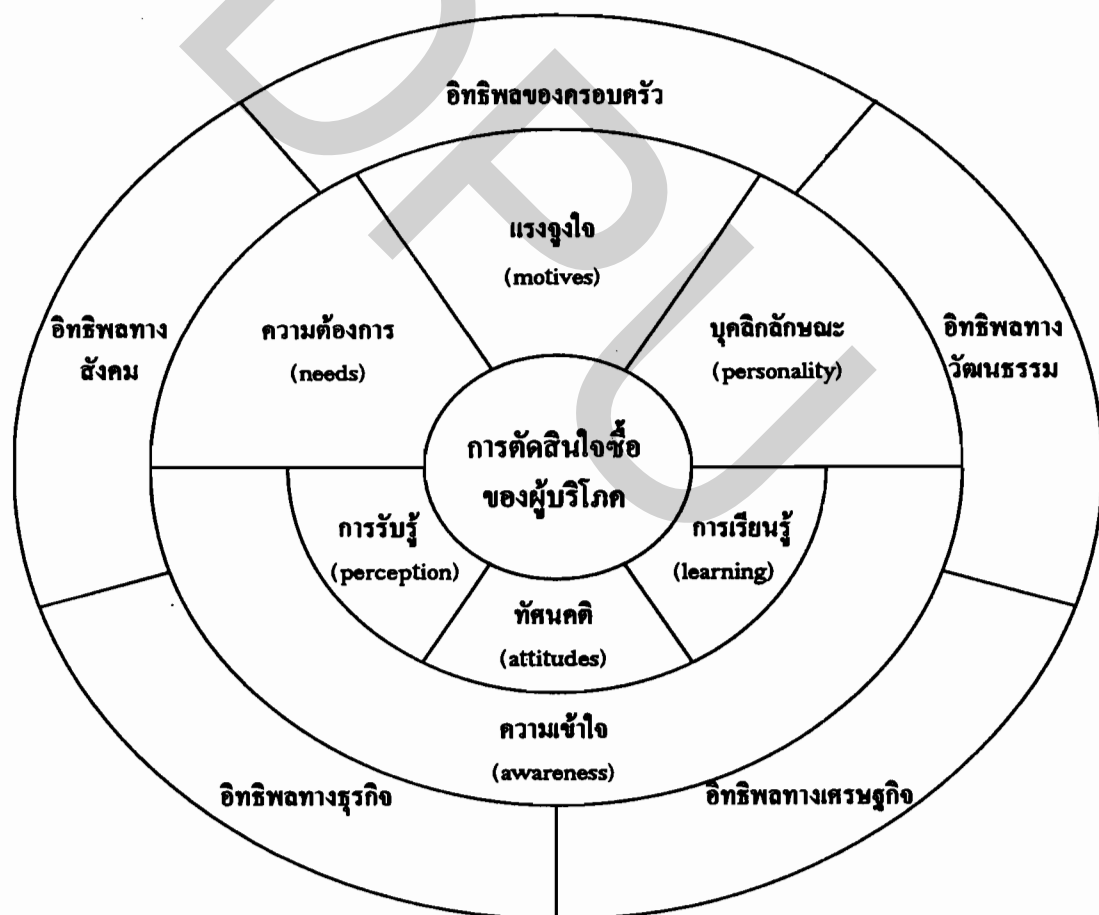 อิทธิพลของครอบครัว
แรงจูงใจ
(motives)
อิทธิพลทาง
สังคม
ความต้องการ
(needs)
บุคลิกลักษณะ
(personality)
อิทธิพลทาง
วัฒนธรรม
การตัดสินใจซื้อ
ของผู้บริโภค
การรับรู้
(perception)
การเรียนรู้
(learning)
ทัศนคติ
(attitudes)
ความเข้าใจ
(awareness)
อิทธิพลทางธุรกิจ
อิทธิพลทางเศรษฐกิจ
DPU